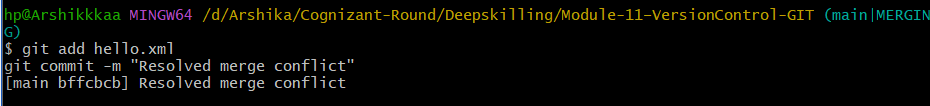 hp@Arshikkkaa MINGW64 /d/Arshika/Cognizant-Round/Deepskilling/Module-11-VersionControl-GIT (main|MERGIN
G)
$ git add hello.xml
git commit -m "Resolved merge conflict"
[main bffcbcb] Resolved merge conflict